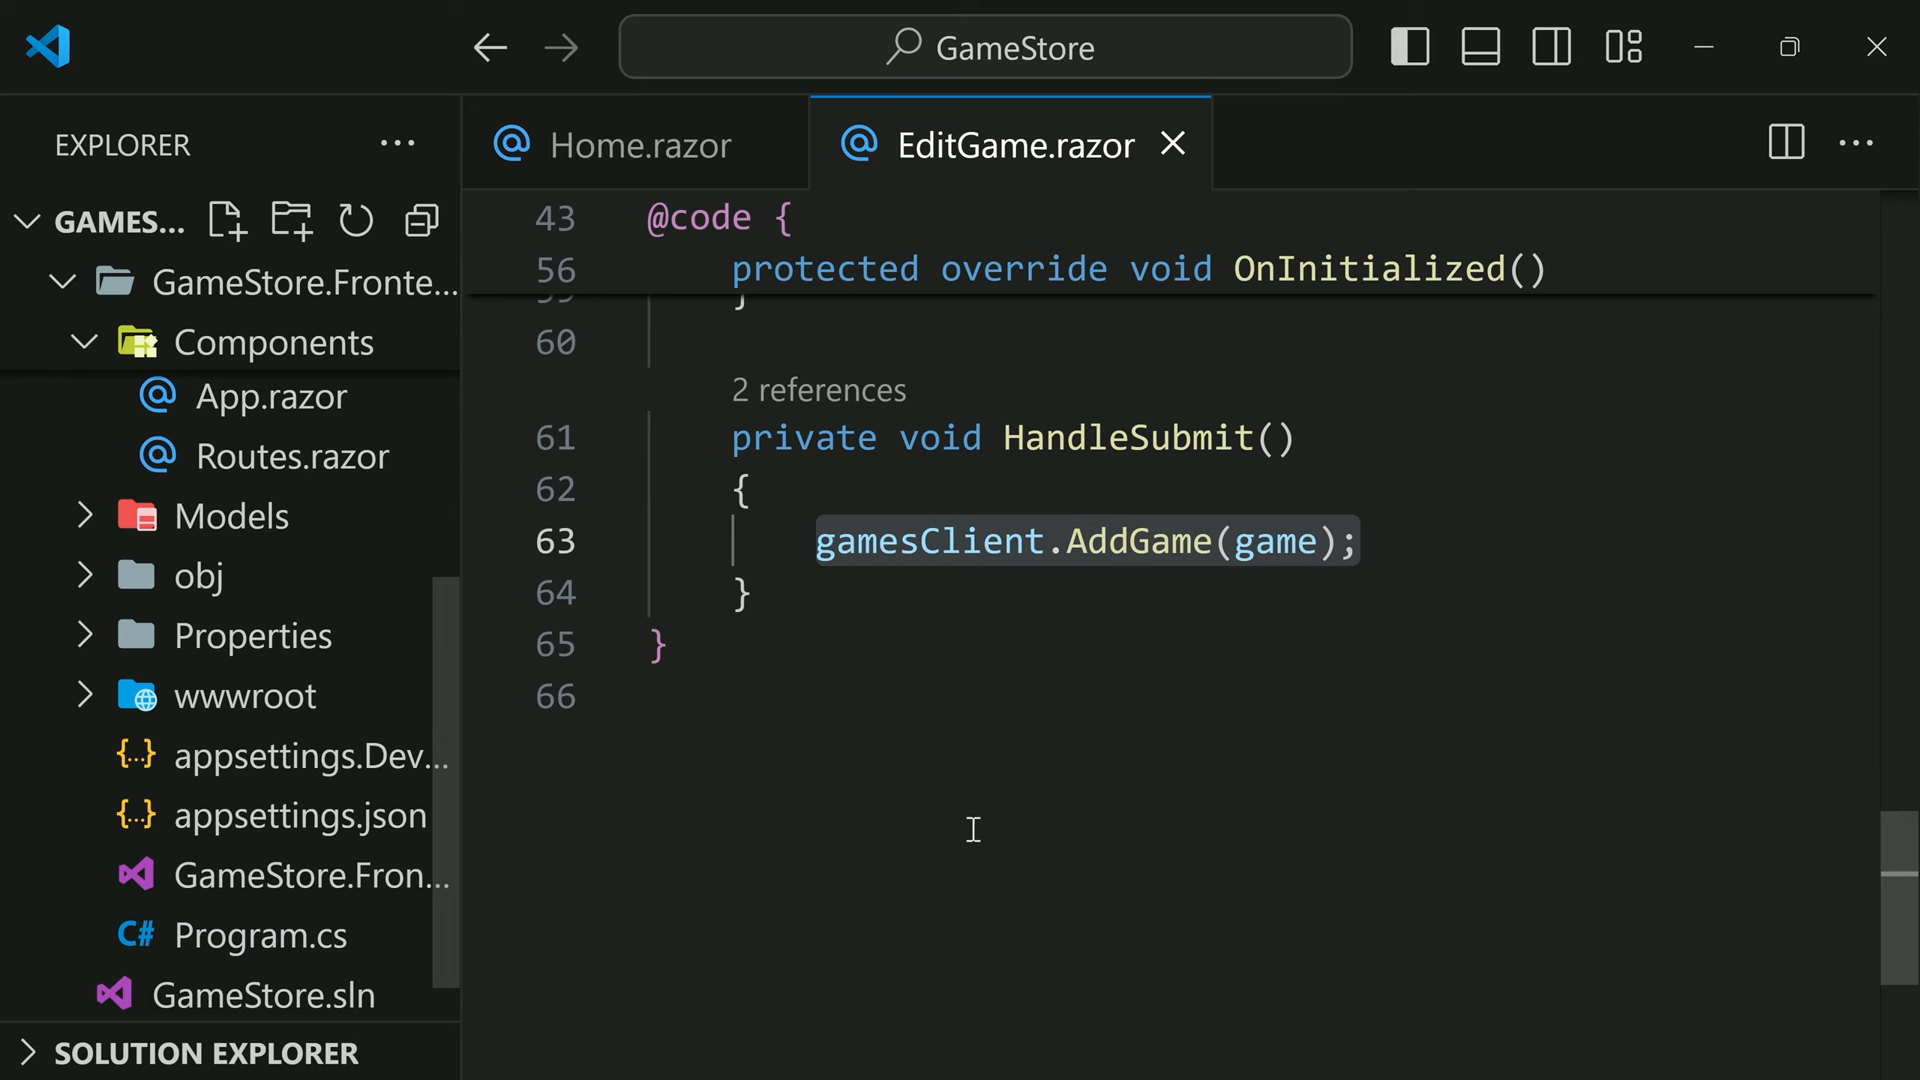 GameStore
EXPLORER
GAMES...
GameStore.Fronte...
Components
App.razor
Routes.razor
Models
obj
Properties
wwwroot
{..} appsettings.Dev...
{..} appsettings.json
GameStore.Fron...
C# Program.cs
GameStore.sln
SOLUTION EXPLORER
@ Home.razor
@ EditGame.razor
43 @code {
56 protected override void OnInitialized()
59 }
60
2 references
61 private void HandleSubmit()
62 {
63 gamesClient.AddGame(game);
64 }
65 }
66